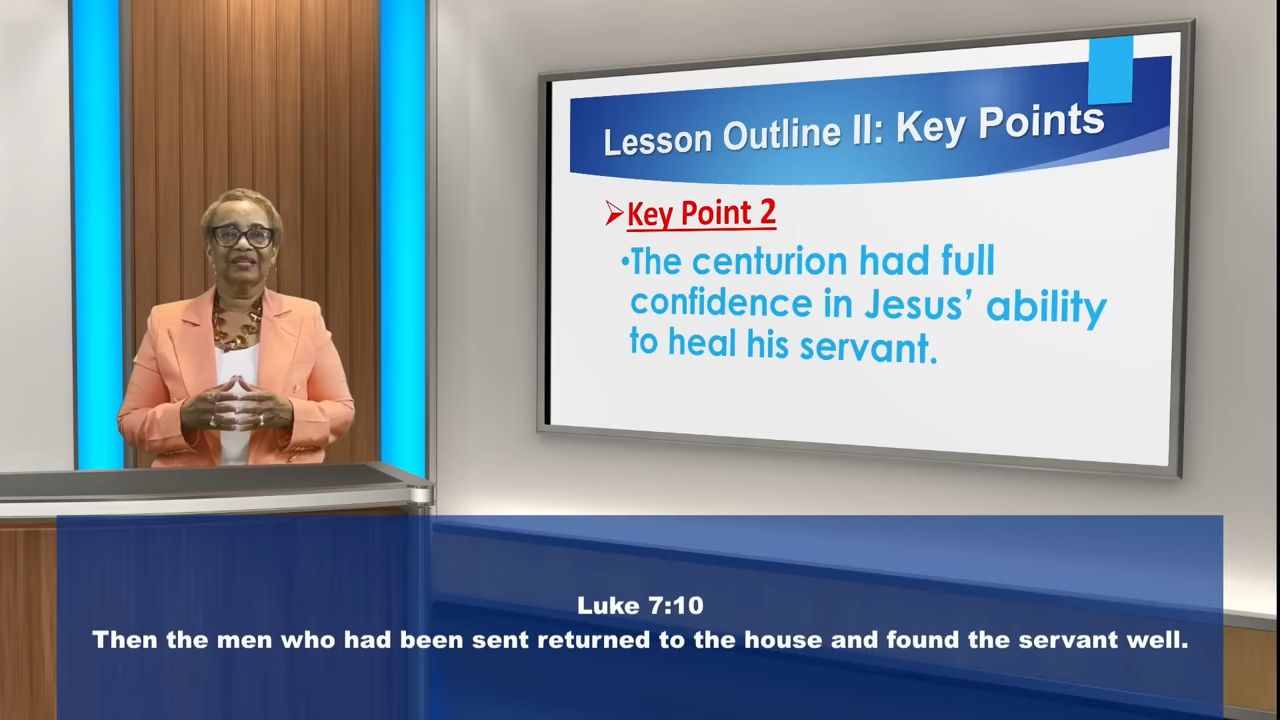 Lesson Outline II: Key Points
➢Key Point 2
•The centurion had full
confidence in Jesus’ ability
to heal his servant.
Luke 7:10
Then the men who had been sent returned to the house and found the servant well.